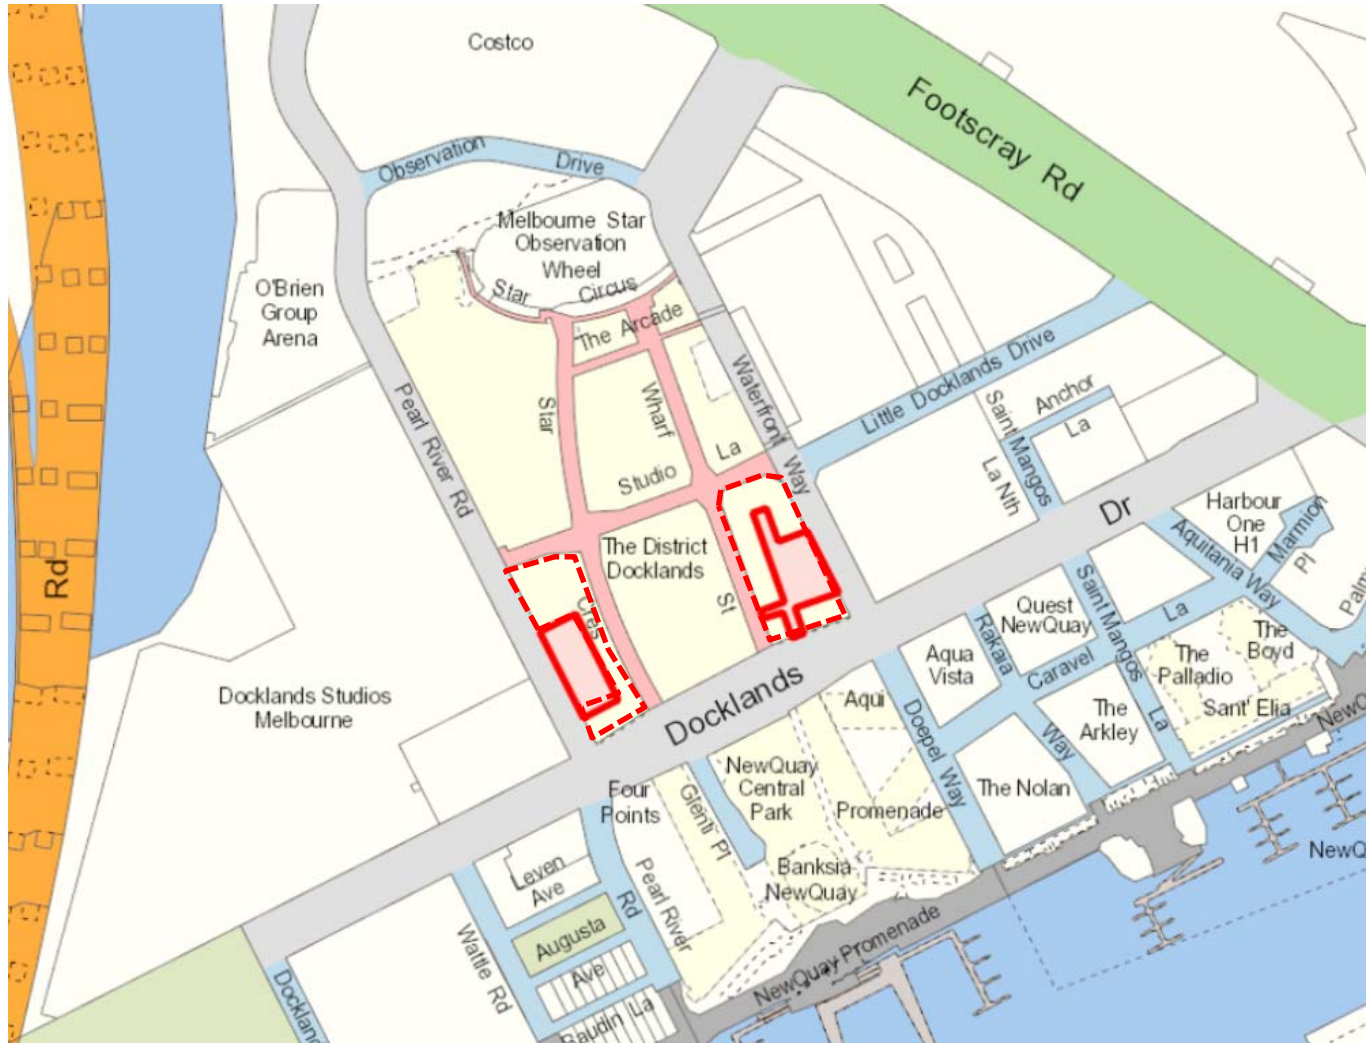 Costco
Footscray Rd
Observation Drive
Melbourne Star
Observation
Wheel
Star Circus
O'Brien
Group
Arena
The Arcade
Pearl River Rd
Star
Wharf
Waterfront Way
Little Docklands Drive
Saint Mangos
La Nth
Anchor
La
Studio La
Dr
Harbour
One
H1
Marmion
Pl
Aquitania Way
Rd
The District
Docklands
Cres
St
Quest
NewQuay
Saint Mangos La
The
Boyd
The
Palladio
Sant' Elia
Rakaia
Way
Caravel La
Aqua
Vista
The
Arkley
Docklands Studios
Melbourne
Docklands
Aqui
Promenade
Doepel Way
The Nolan
NewQuay
Central
Park
Four
Points
Glenti Pl
Banksia
NewQuay
Leven
Ave
Pearl River
Rd
Augusta
Ave
Wattle Rd
Baudin La
NewQuay Promenade